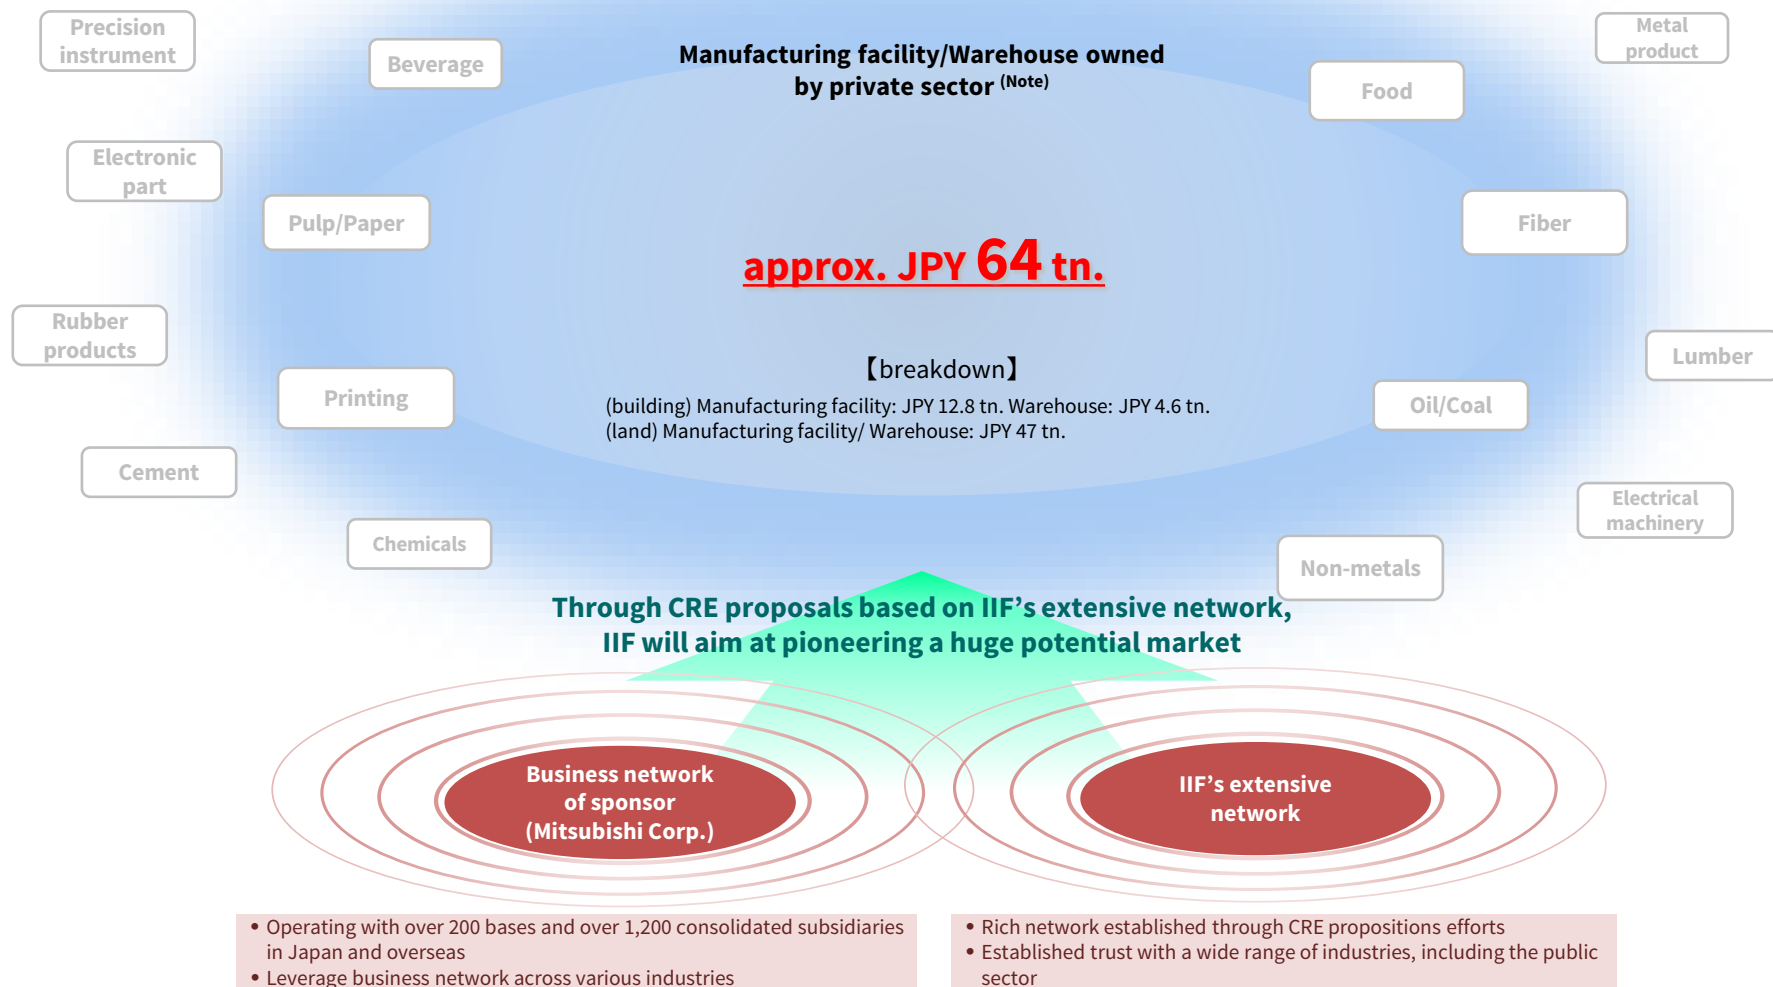 Precision
instrument
Beverage
Manufacturing facility/Warehouse owned
by private sector (Note)
Food
Metal
product
Electronic
part
Pulp/Paper
Fiber
approx. JPY 64 tn.
Rubber
products
Lumber
Printing
Oil/Coal
【breakdown】
(building) Manufacturing facility: JPY 12.8 tn. Warehouse: JPY 4.6 tn.
(land) Manufacturing facility/ Warehouse: JPY 47 tn.
Cement
Electrical
machinery
Chemicals
Non-metals
Through CRE proposals based on IIF’s extensive network,
IIF will aim at pioneering a huge potential market
Business network
of sponsor
(Mitsubishi Corp.)
IIF’s extensive
network
• Operating with over 200 bases and over 1,200 consolidated subsidiaries
in Japan and overseas
• Leverage business network across various industries
• Rich network established through CRE propositions efforts
• Established trust with a wide range of industries, including the public
sector